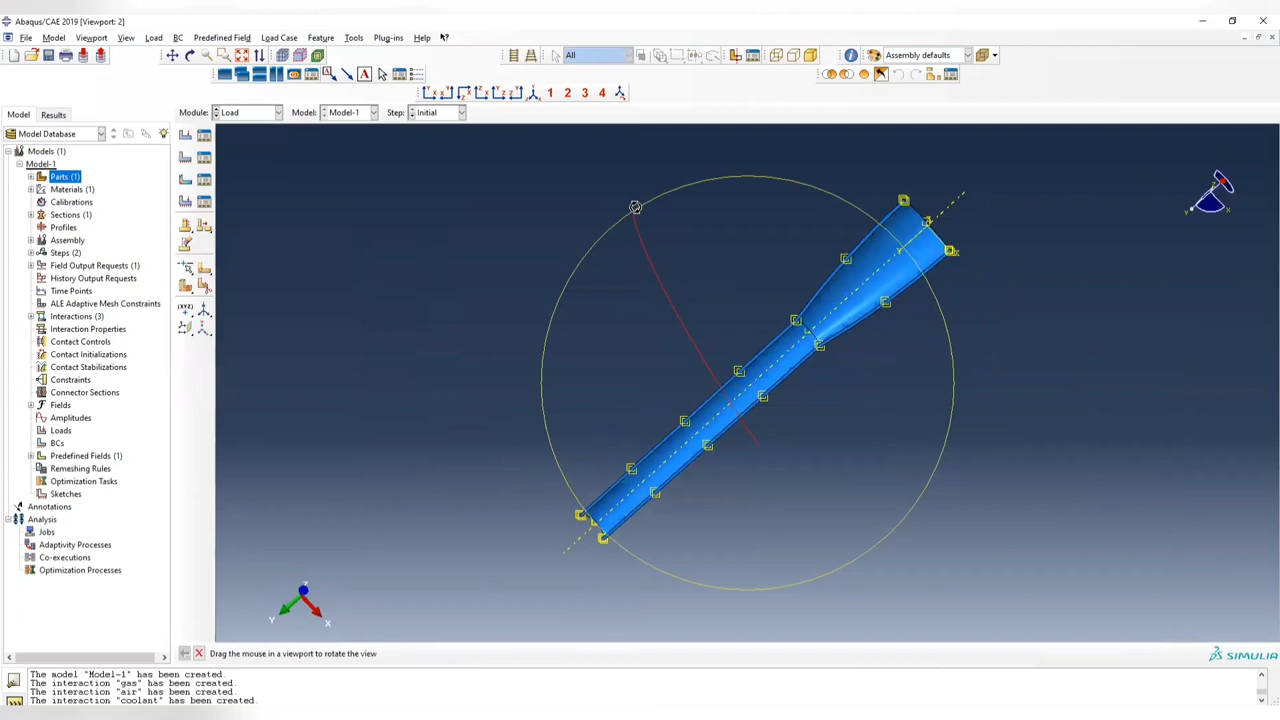 Abaqus/CAE 2019 [Viewport: 2]
File Model Viewport View Load BC Predefined Field Load Case Feature Tools Plug-ins Help
All
Assembly defaults
1 2 3 4
Model Results
Module: Load Model: Model-1 Step: Initial
Model Database
Models (1)
Model-1
Parts (1)
Materials (1)
Calibrations
Sections (1)
Profiles
Assembly
Steps (2)
Field Output Requests (1)
History Output Requests
Time Points
ALE Adaptive Mesh Constraints
Interactions (3)
Interaction Properties
Contact Controls
Contact Initializations
Contact Stabilizations
Constraints
Connector Sections
Fields
Amplitudes
Loads
BCs
Predefined Fields (1)
Remeshing Rules
Optimization Tasks
Sketches
Annotations
Analysis
Jobs
Adaptivity Processes
Co-executions
Optimization Processes
Z
Y
X
Y
X
Z
Y
X
Drag the mouse in a viewport to rotate the view
SIMULIA
The model "Model-1" has been created.
The interaction "gas" has been created.
The interaction "air" has been created.
The interaction "coolant" has been created.